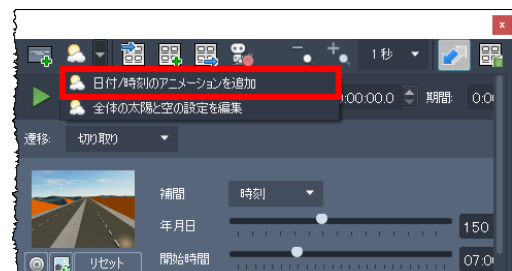 1 秒
日付/時刻のアニメーションを追加
全体の太陽と空の設定を編集
:00:00.0 期間: 0:0
遷移: 切り取り
補間 時刻
年月日 150
リセット 開始時間 07:0